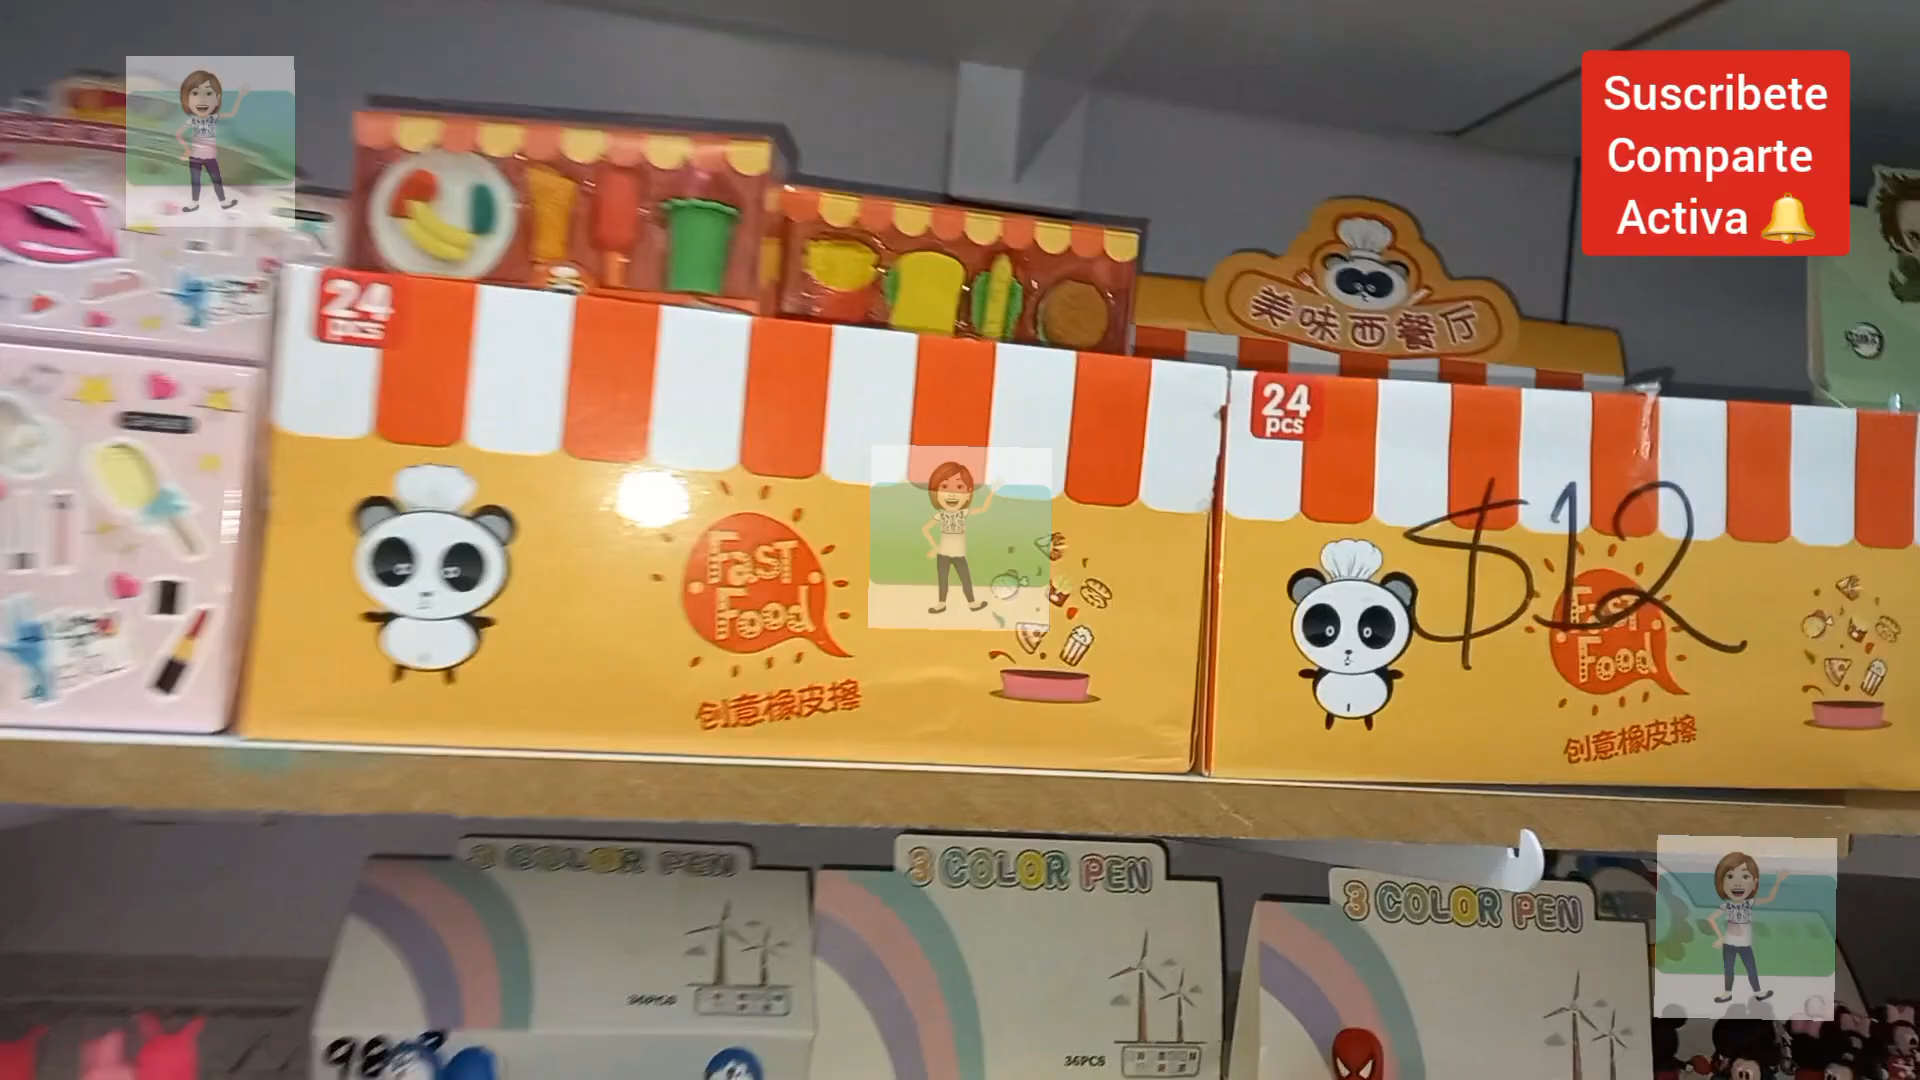 Suscribete
Comparte
Activa 🔔
美味西餐厅
24
pcs
24
pcs
$12
Fast
Food
创意橡皮擦
Fast
Food
创意橡皮擦
3 COLOR PEN
3 COLOR PEN
3 COLOR PEN
36PCS
36PCS